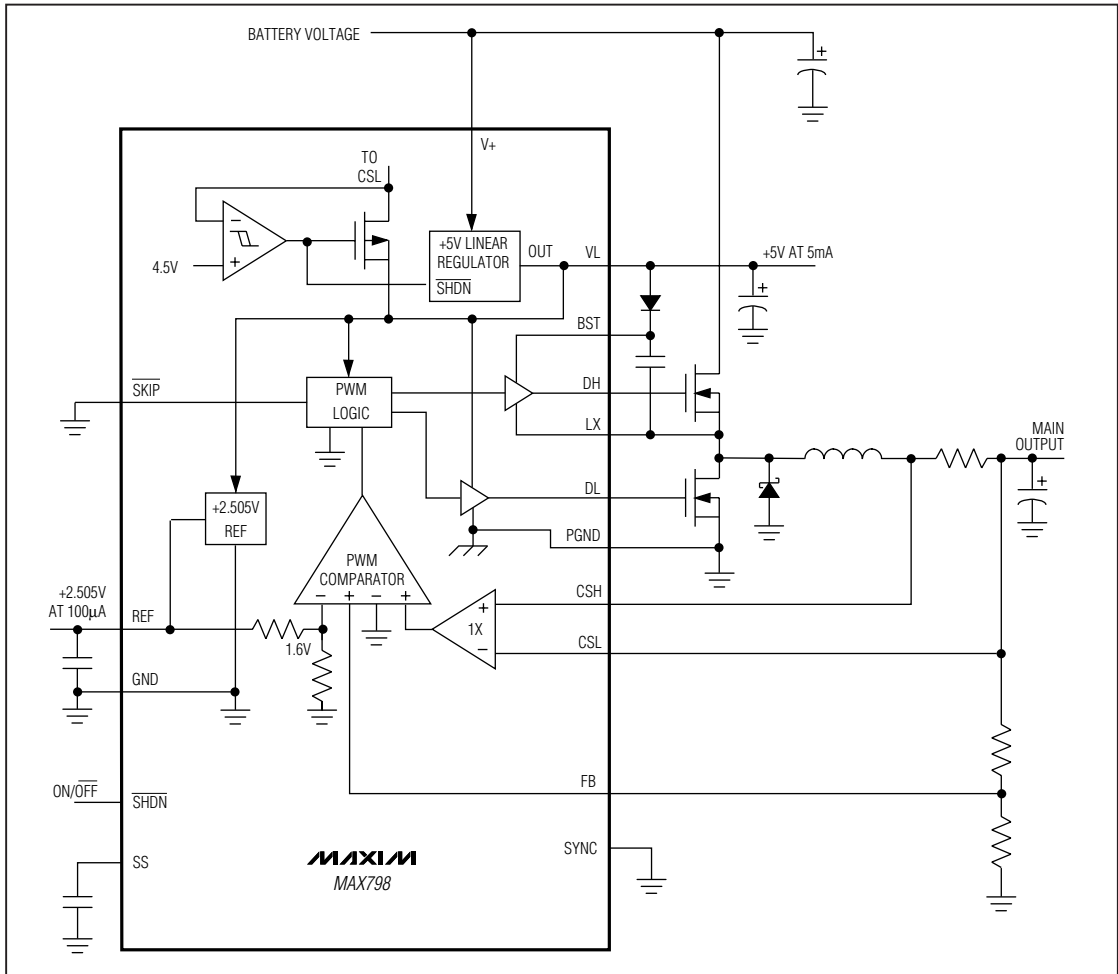 BATTERY VOLTAGE
V+
TO
CSL
−
4.5V
+
+5V LINEAR
REGULATOR
SHDN
OUT
VL
+5V AT 5mA
+
+
BST
SKIP
PWM
LOGIC
DH
LX
MAIN
OUTPUT
+
DL
+2.505V
REF
PGND
PWM
COMPARATOR
− + − +
CSH
+
1X
−
CSL
+2.505V
AT 100µA
REF
1.6V
GND
FB
ON/OFF
SHDN
SS
SYNC
MAXIM
MAX798